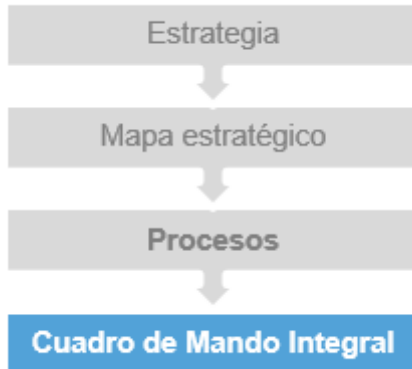 Estrategia
Mapa estratégico
Procesos
Cuadro de Mando Integral